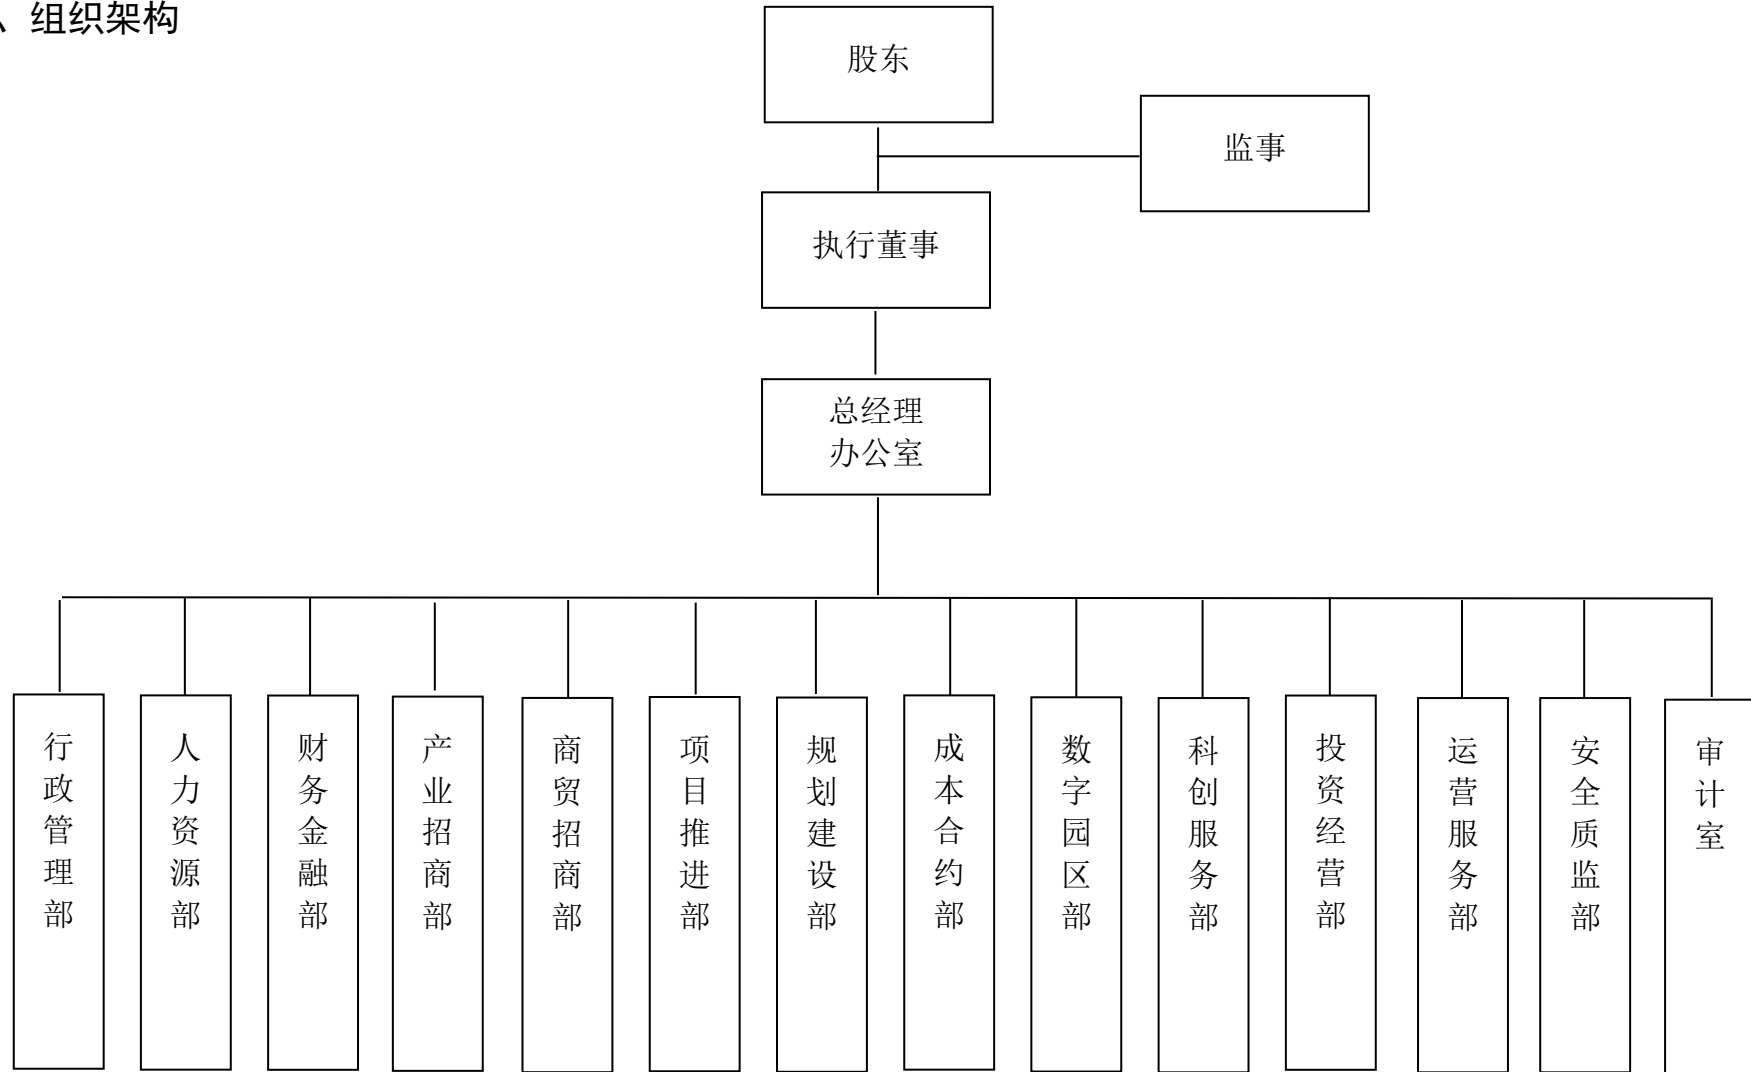 、组织架构
股东
监事
执行董事
总经理
办公室
行政管理部
人力资源部
财务金融部
产业招商部
商贸招商部
项目推进部
规划建设部
成本合约部
数字园区部
科创服务部
投资经营部
运营服务部
安全质监部
审计室